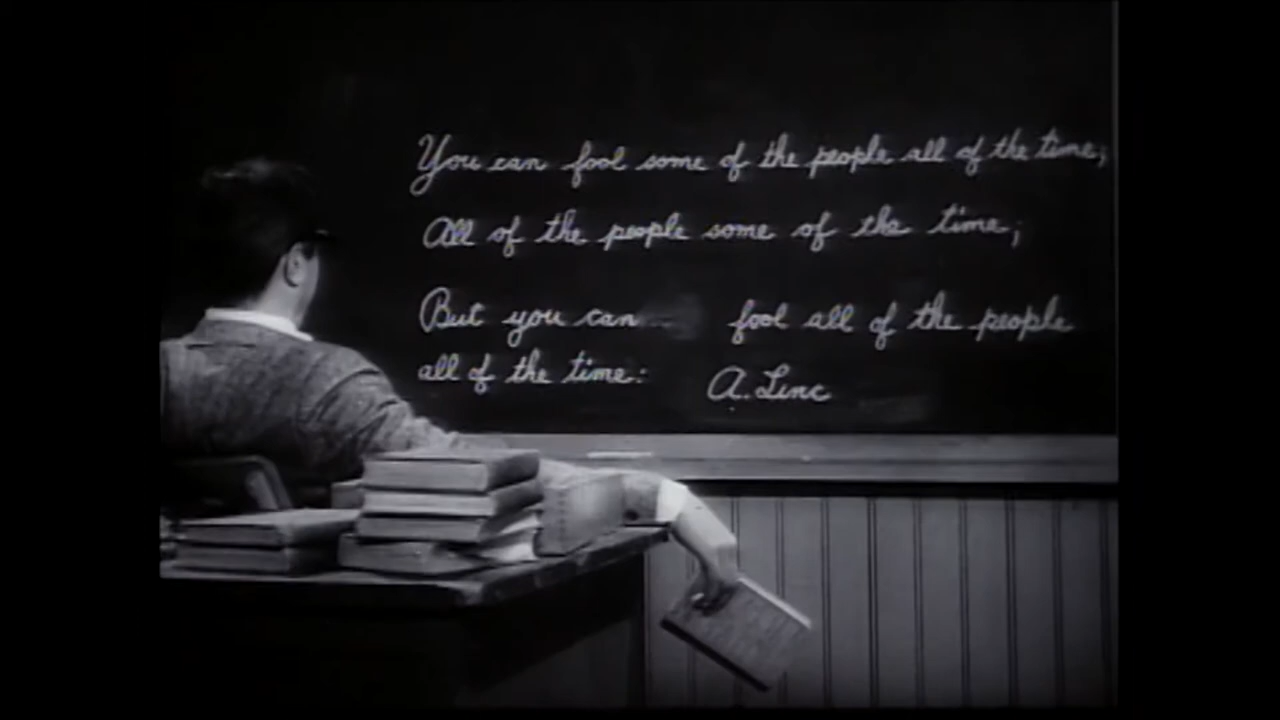 You can fool some of the people all of the time;
All of the people some of the time;
But you can fool all of the people
all of the time:
A. Linc